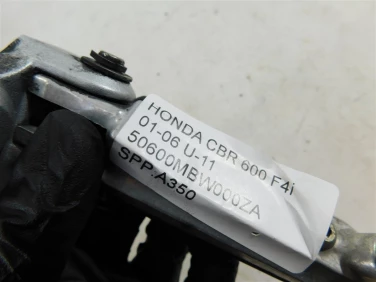 HONDA CBR 600 F4i
01-06 U-11
50600MBW000ZA
SPP-A350